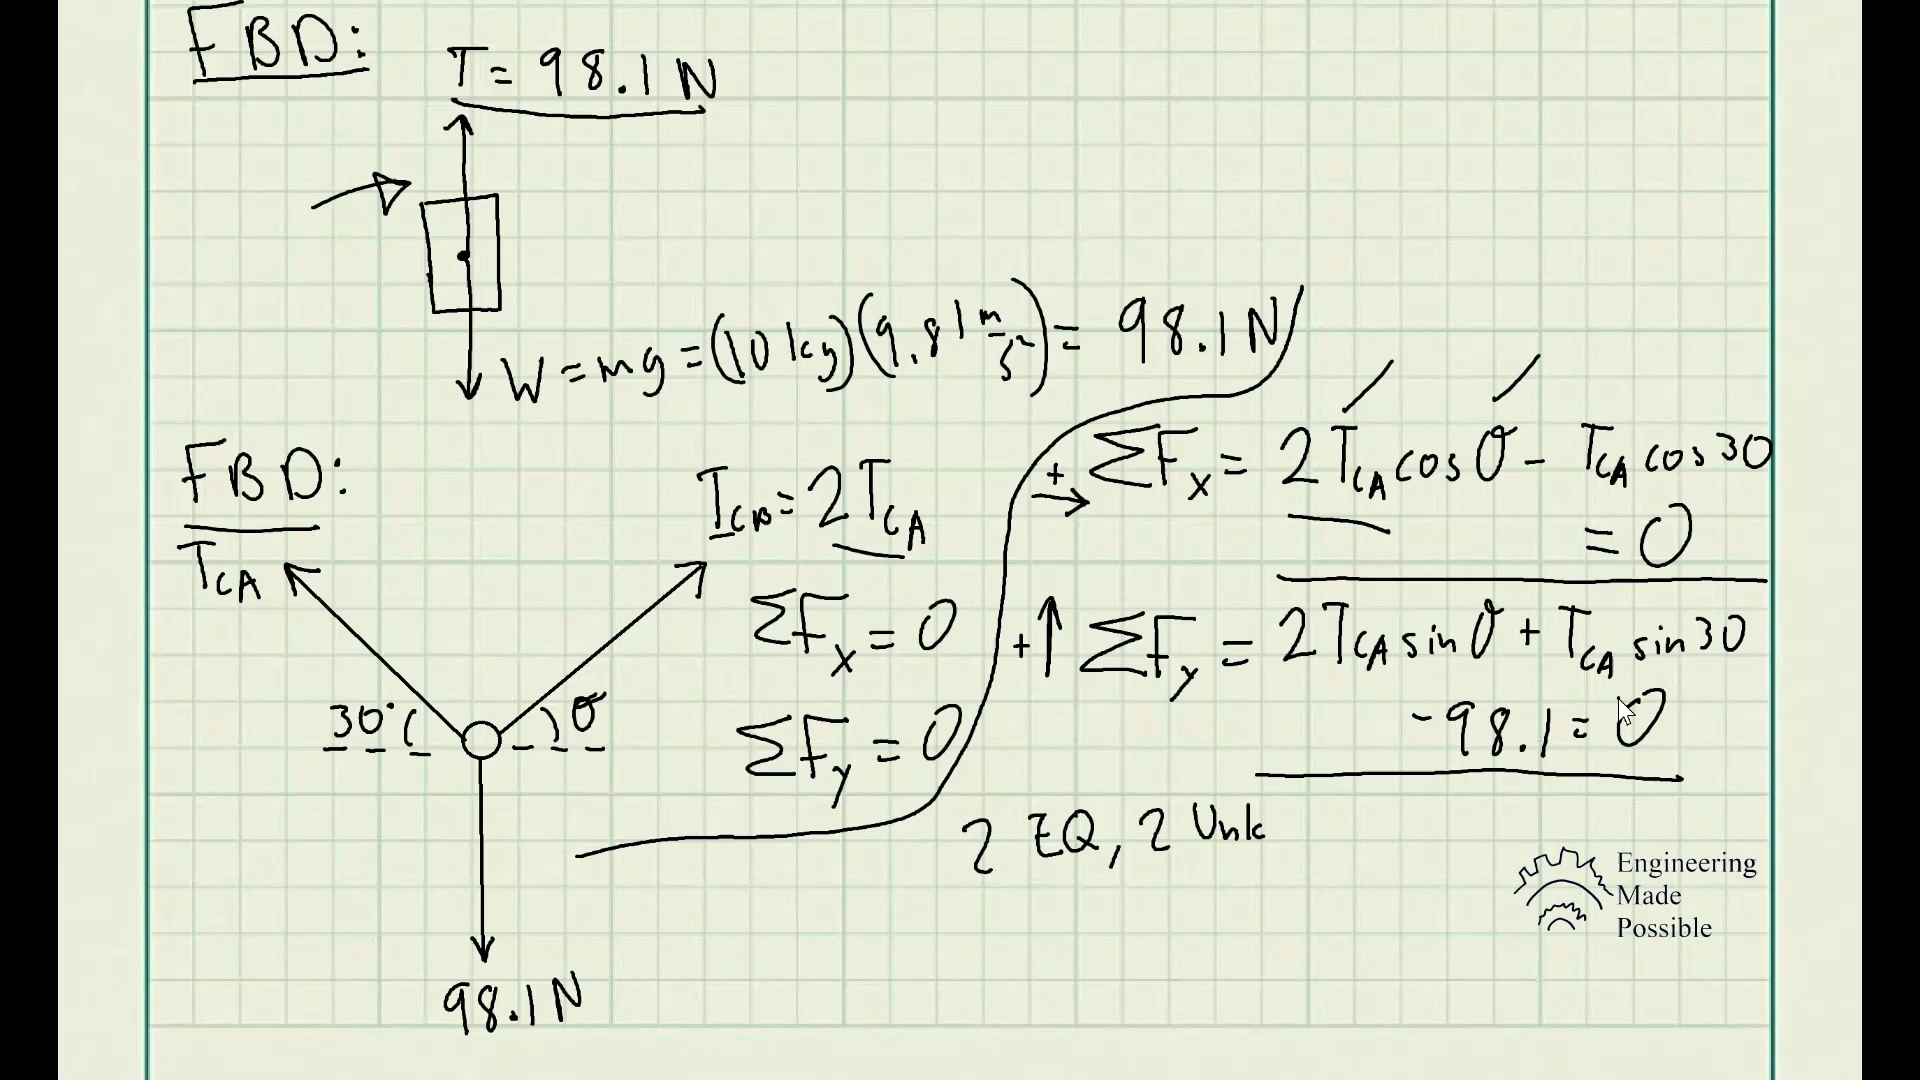 FBD:
T = 98.1 N
W = mg = (10 kg)(9.81 m/s²) = 98.1 N
FBD:
T_CA
T_CB = 2T_CA
30° θ
98.1 N
ΣF_x = 0
ΣF_y = 0
+→ ΣF_x = 2T_CA cos θ - T_CA cos 30
= 0
+↑ ΣF_y = 2T_CA sin θ + T_CA sin 30
-98.1 = 0
2 EQ, 2 Unk
Engineering
Made
Possible